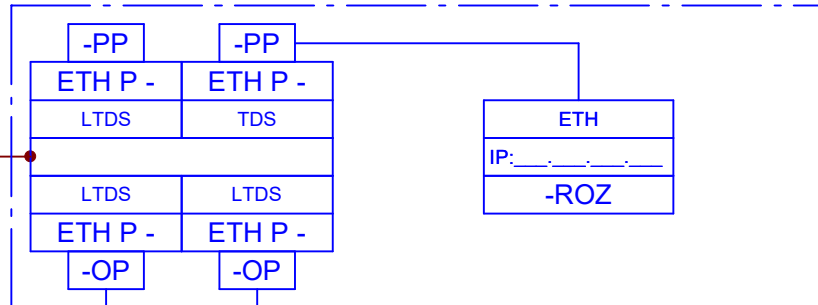 -PP -PP
ETH P - ETH P -
LTDS TDS ETH
IP:___.___.___.___
LTDS LTDS -ROZ
ETH P - ETH P -
-OP -OP